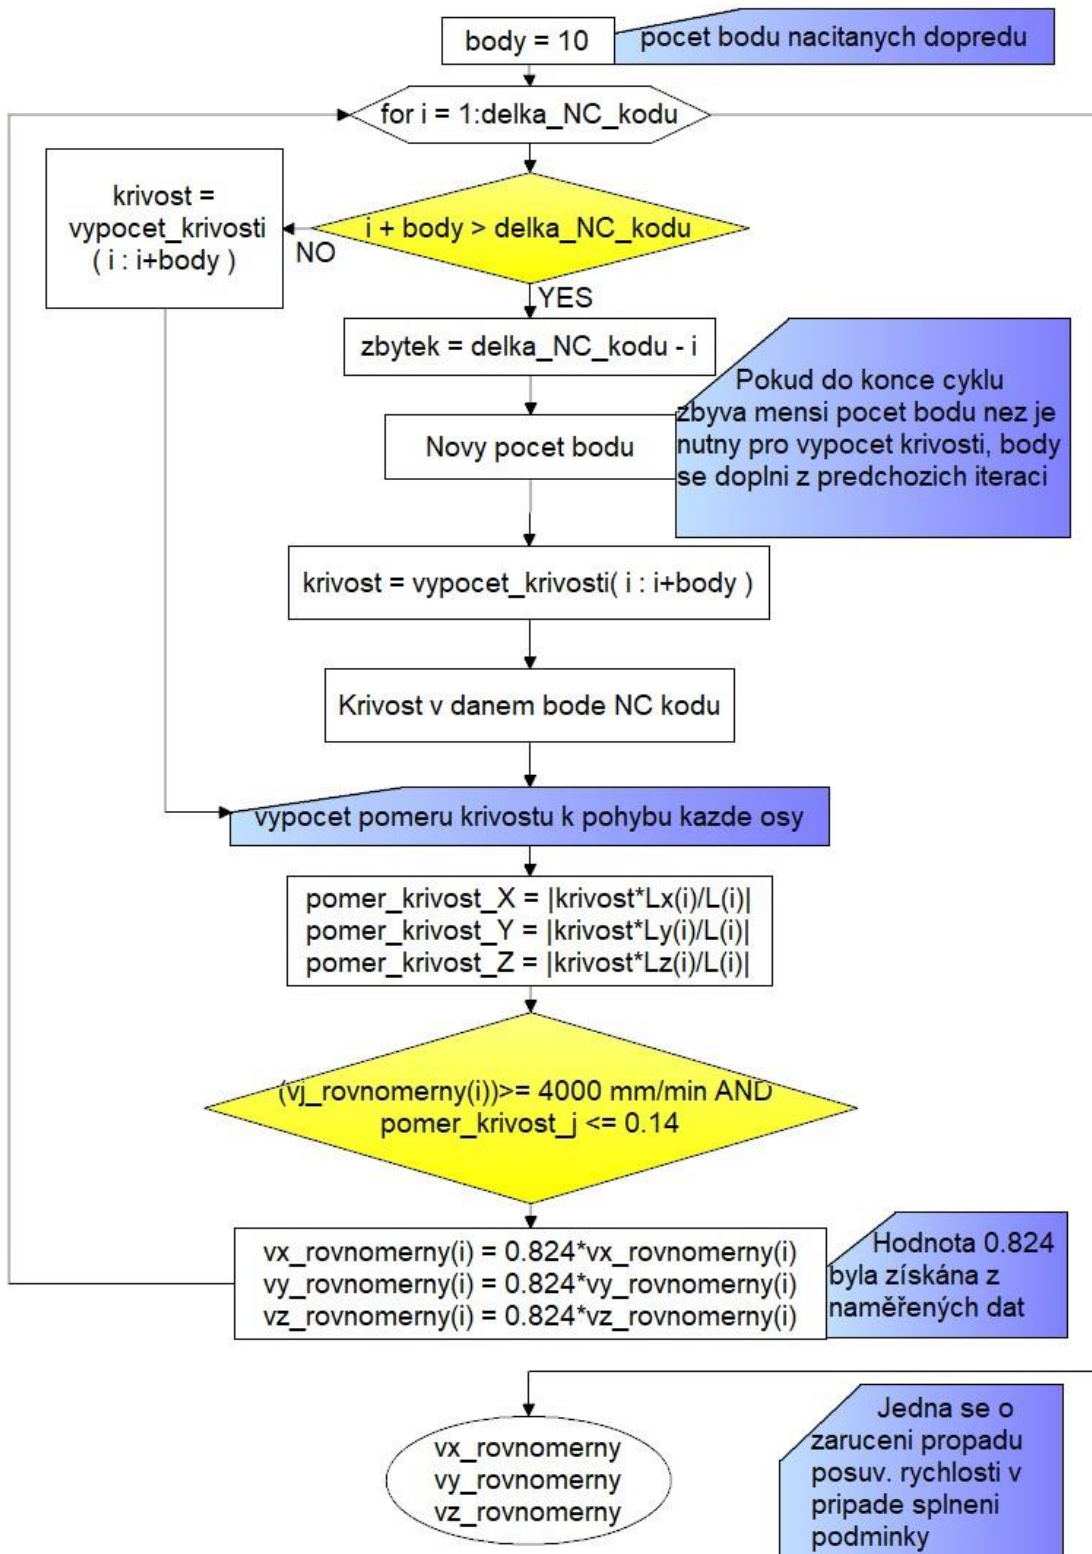 body = 10
pocet bodu nacitanych dopredu
for i = 1:delka_NC_kodu
krivost =
vypocet_krivosti
( i : i+body )
i + body > delka_NC_kodu
NO
YES
zbytek = delka_NC_kodu - i
Pokud do konce cyklu
zbyva mensi pocet bodu nez je
nutny pro vypocet krivosti, body
se doplni z predchozich iteraci
Novy pocet bodu
krivost = vypocet_krivosti( i : i+body )
Krivost v danem bode NC kodu
vypocet pomeru krivostu k pohybu kazde osy
pomer_krivost_X = |krivost*Lx(i)/L(i)|
pomer_krivost_Y = |krivost*Ly(i)/L(i)|
pomer_krivost_Z = |krivost*Lz(i)/L(i)|
(vj_rovnomerny(i))>= 4000 mm/min AND
pomer_krivost_j <= 0.14
vx_rovnomerny(i) = 0.824*vx_rovnomerny(i)
vy_rovnomerny(i) = 0.824*vy_rovnomerny(i)
vz_rovnomerny(i) = 0.824*vz_rovnomerny(i)
Hodnota 0.824
byla získána z
naměřených dat
vx_rovnomerny
vy_rovnomerny
vz_rovnomerny
Jedna se o
zaruceni propadu
posuv. rychlosti v
pripade splneni
podminky